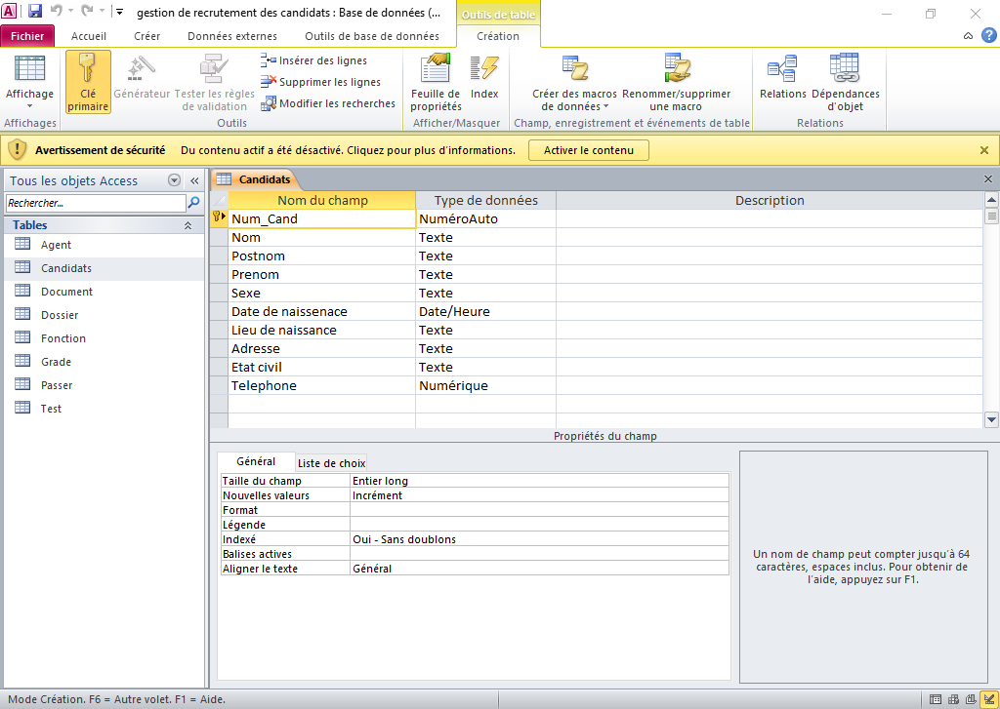 gestion de recrutement des candidats : Base de données (...
Outils de table
Fichier
Accueil
Créer
Données externes
Outils de base de données
Création
Affichage
Clé
primaire
Générateur
Tester les règles
de validation
Insérer des lignes
Supprimer les lignes
Modifier les recherches
Feuille de
propriétés
Index
Créer des macros
de données
Renommer/supprimer
une macro
Relations
Dépendances
d'objet
Affichages
Outils
Afficher/Masquer
Champ, enregistrement et événements de table
Relations
Avertissement de sécurité Du contenu actif a été désactivé. Cliquez pour plus d'informations.
Activer le contenu
Tous les objets Access
Rechercher...
Tables
Agent
Candidats
Document
Dossier
Fonction
Grade
Passer
Test
Candidats
Nom du champ Type de données Description
Num_Cand NuméroAuto
Nom Texte
Postnom Texte
Prenom Texte
Sexe Texte
Date de naissenace Date/Heure
Lieu de naissance Texte
Adresse Texte
Etat civil Texte
Telephone Numérique
Propriétés du champ
Général Liste de choix
Taille du champ Entier long
Nouvelles valeurs Incrément
Format
Légende
Indexé Oui - Sans doublons
Balises actives
Aligner le texte Général
Un nom de champ peut compter jusqu'à 64
caractères, espaces inclus. Pour obtenir de
l'aide, appuyez sur F1.
Mode Création. F6 = Autre volet. F1 = Aide.